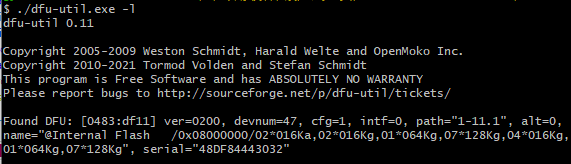 $ ./dfu-util.exe -l
dfu-util 0.11

Copyright 2005-2009 Weston Schmidt, Harald Welte and OpenMoko Inc.
Copyright 2010-2021 Tormod Volden and Stefan Schmidt
This program is Free Software and has ABSOLUTELY NO WARRANTY
Please report bugs to http://sourceforge.net/p/dfu-util/tickets/

Found DFU: [0483:df11] ver=0200, devnum=47, cfg=1, intf=0, path="1-11.1", alt=0,
name="@Internal Flash   /0x08000000/02*016Ka,02*016Kg,01*064Kg,07*128Kg,04*016Kg,
01*064Kg,07*128Kg", serial="48DF84443032"